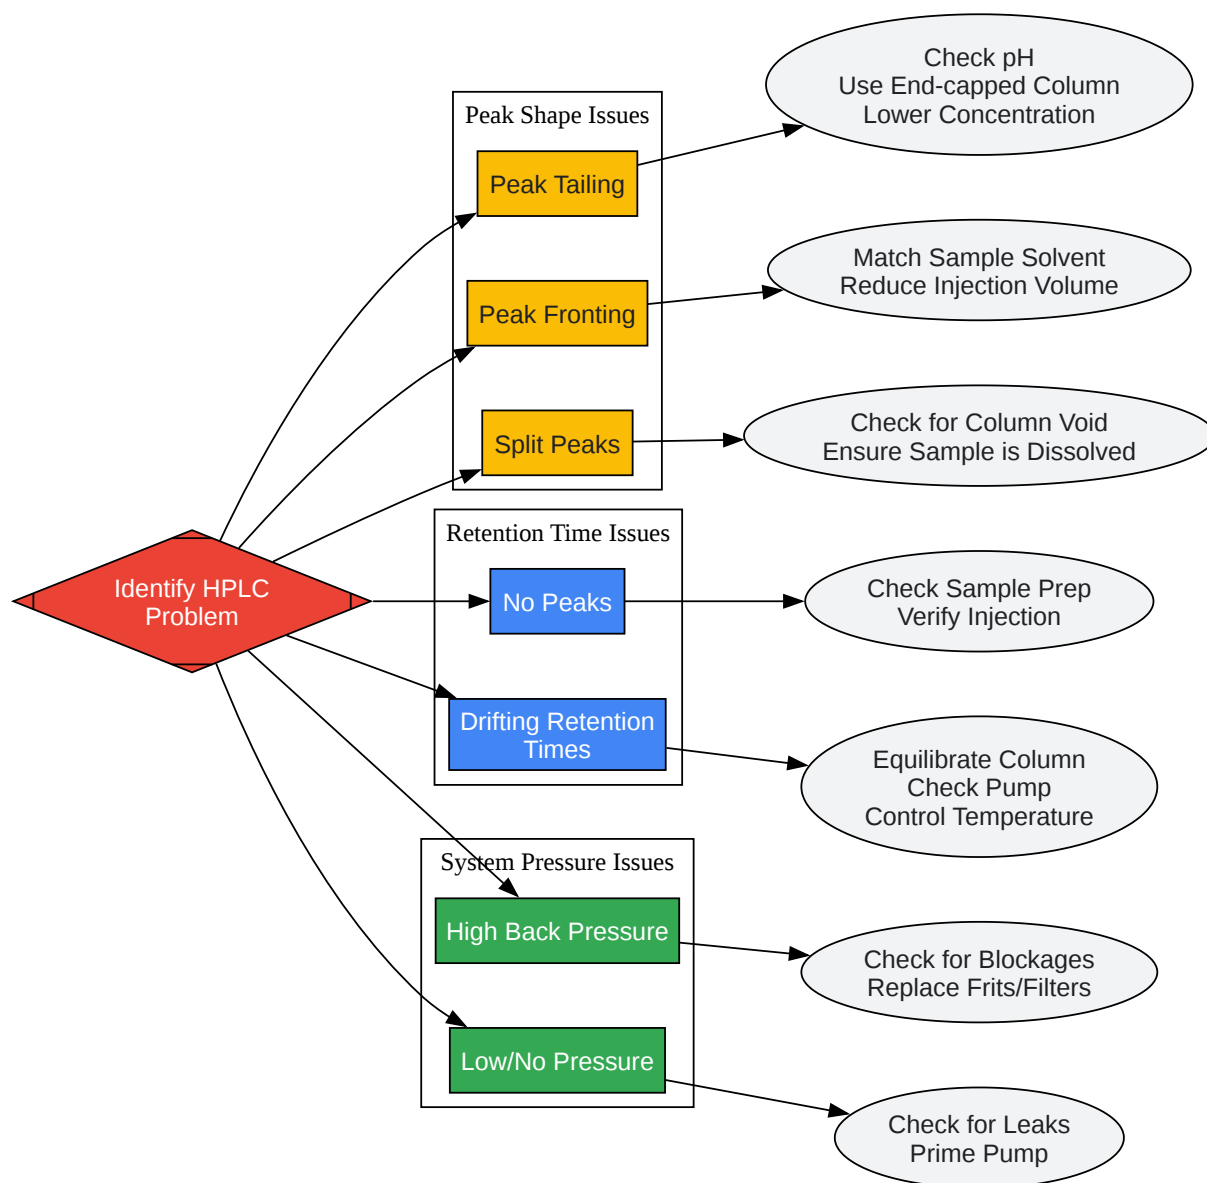 Identify HPLC
Problem
Peak Shape Issues
Peak Tailing
Peak Fronting
Split Peaks
Retention Time Issues
No Peaks
Drifting Retention
Times
System Pressure Issues
High Back Pressure
Low/No Pressure
Check pH
Use End-capped Column
Lower Concentration
Match Sample Solvent
Reduce Injection Volume
Check for Column Void
Ensure Sample is Dissolved
Check Sample Prep
Verify Injection
Equilibrate Column
Check Pump
Control Temperature
Check for Blockages
Replace Frits/Filters
Check for Leaks
Prime Pump